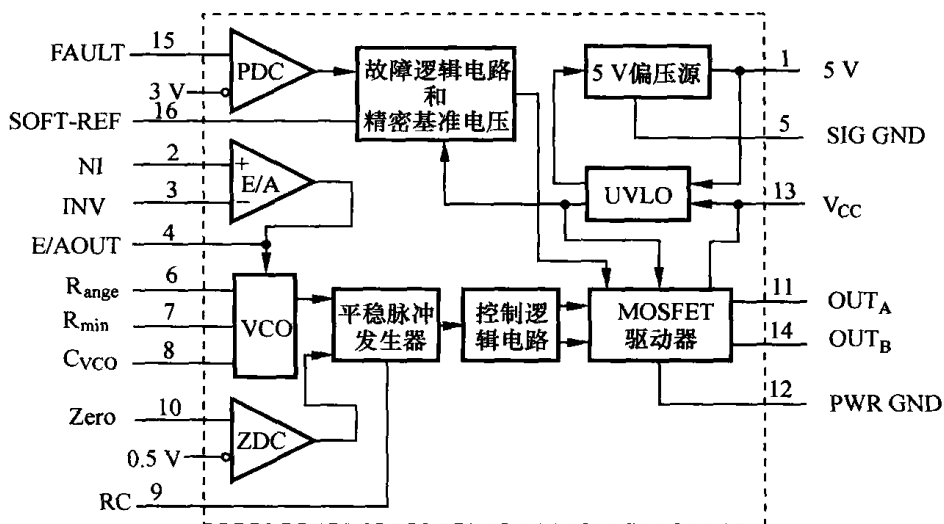 FAULT 15
PDC
3 V
SOFT-REF 16
故障逻辑电路
和
精密基准电压
5 V偏压源
1 5 V
5 SIG GND
NI 2
+
E/A
INV 3
−
E/AOUT 4
UVLO
13 VCC
Range 6
Rmin 7
CVCO 8
VCO
平稳脉冲
发生器
控制逻
辑电路
MOSFET
驱动器
11 OUTA
14 OUTB
12 PWR GND
Zero 10
ZDC
0.5 V
RC 9